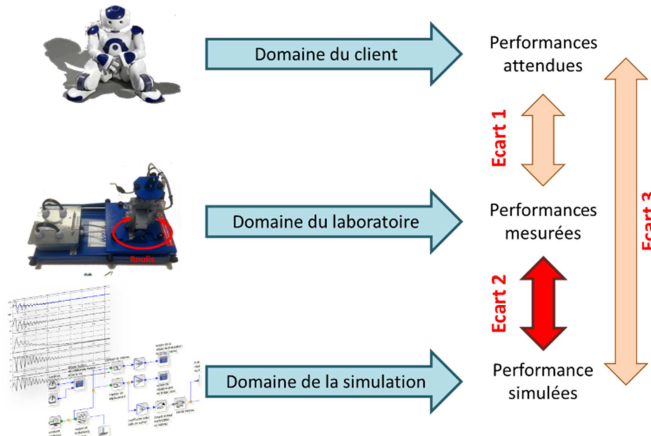 Domaine du client
Performances
attendues
Ecart 1
Ecart 3
Domaine du laboratoire
Performances
mesurées
Roulis
Ecart 2
Domaine de la simulation
Performance
simulées